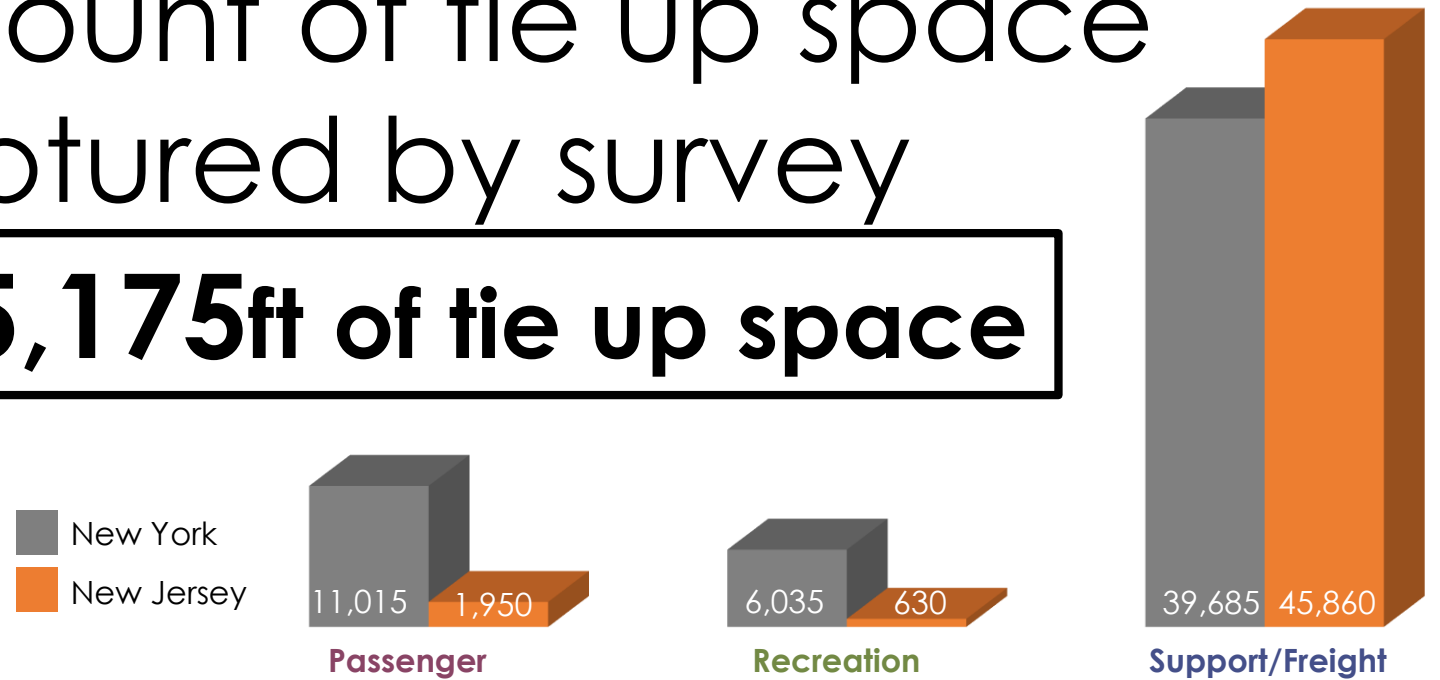 ount of tie up space
ptured by survey
5,175ft of tie up space
New York
New Jersey
11,015 1,950 6,035 630 39,685 45,860
Passenger Recreation Support/Freight